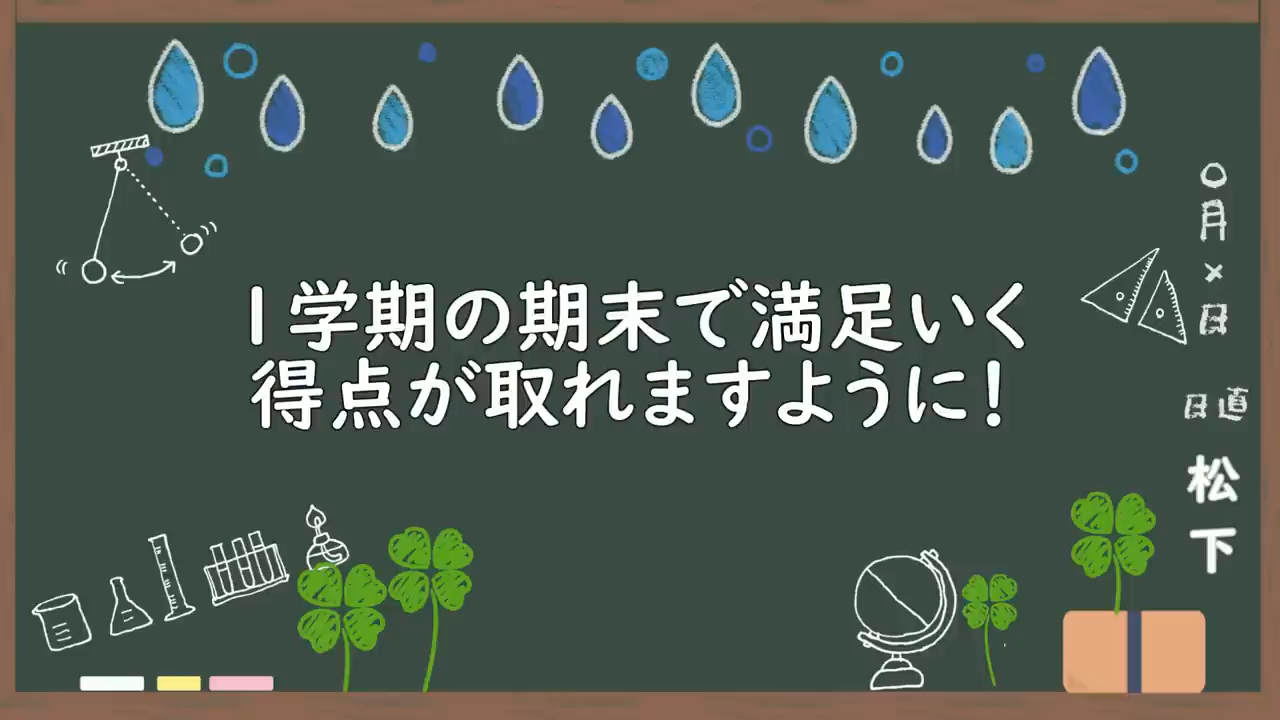 1学期の期末で満足いく
得点が取れますように!
〇月×日
日直
松下